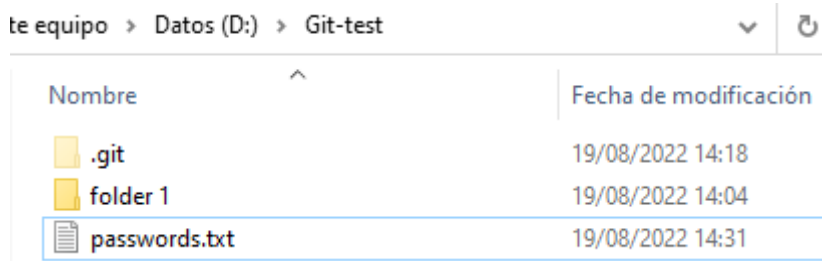 te equipo > Datos (D:) > Git-test
Nombre Fecha de modificación
.git 19/08/2022 14:18
folder 1 19/08/2022 14:04
passwords.txt 19/08/2022 14:31